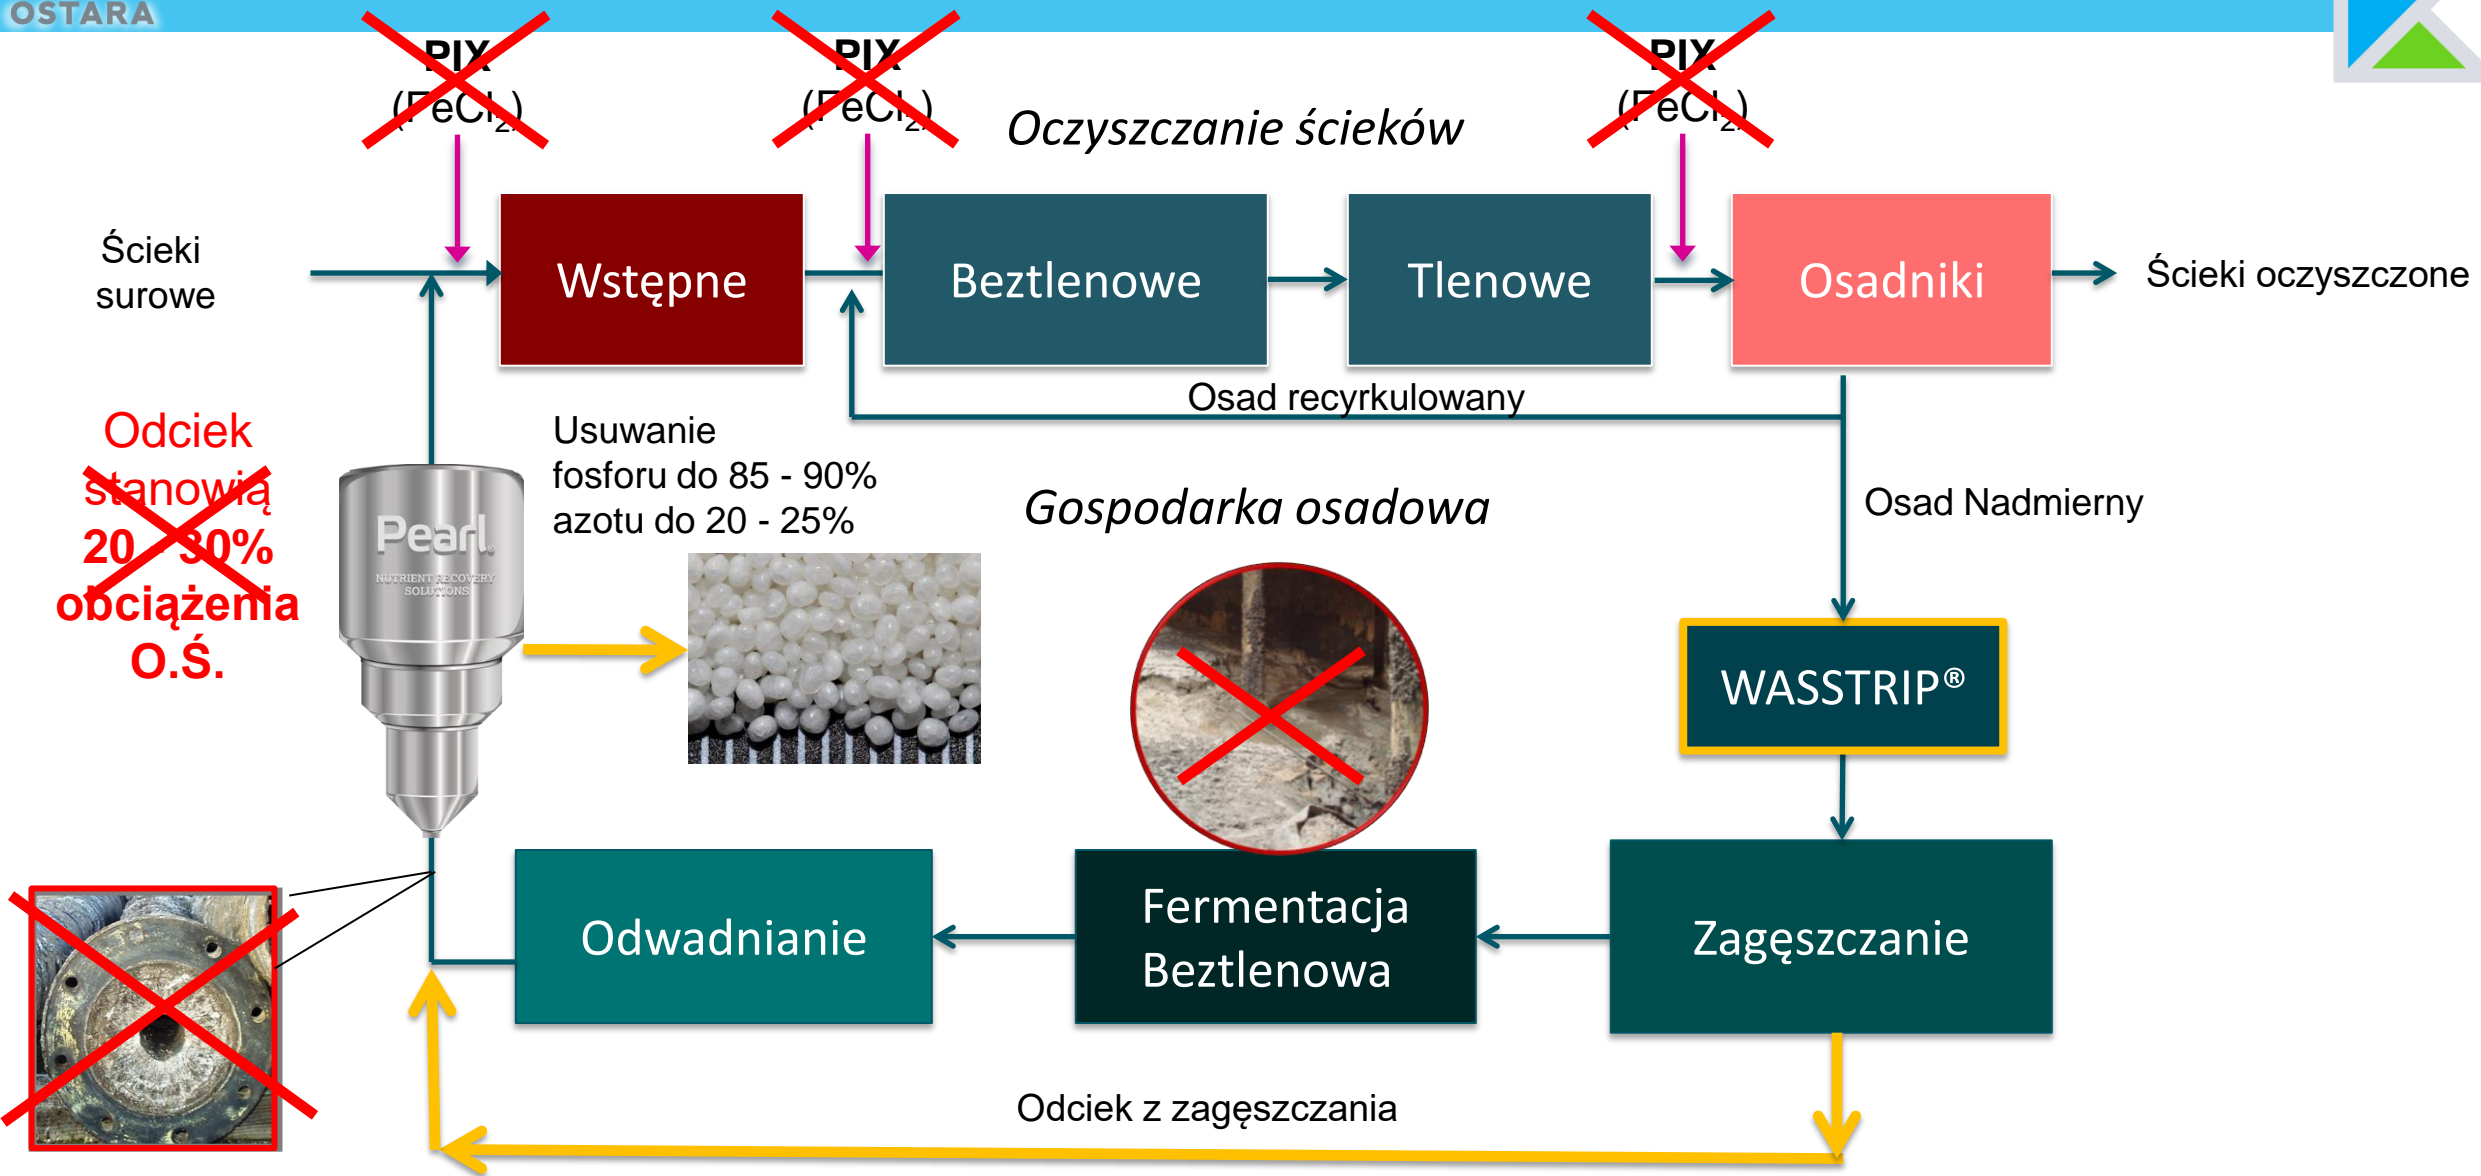 OSTARA
PIX
(FeCl₂)
PIX
(FeCl₂)
PIX
(FeCl₂)
Oczyszczanie ścieków
Ścieki
surowe
Wstępne
Beztlenowe
Tlenowe
Osadniki
Ścieki oczyszczone
Osad recyrkulowany
Odciek
stanowią
20 - 30%
obciążenia
O.Ś.
Usuwanie
fosforu do 85 - 90%
azotu do 20 - 25%
Gospodarka osadowa
Osad Nadmierny
Pearl®
NUTRIENT RECOVERY
SOLUTIONS
WASSTRIP®
Odwadnianie
Fermentacja
Beztlenowa
Zagęszczanie
Odciek z zagęszczania